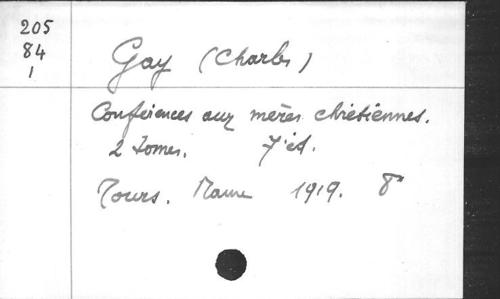 205
84
1
Gay (Charles)
Conférences aux mères chrétiennes.
2 tomes. 7e éd.
Tours. Mame 1919. 8°